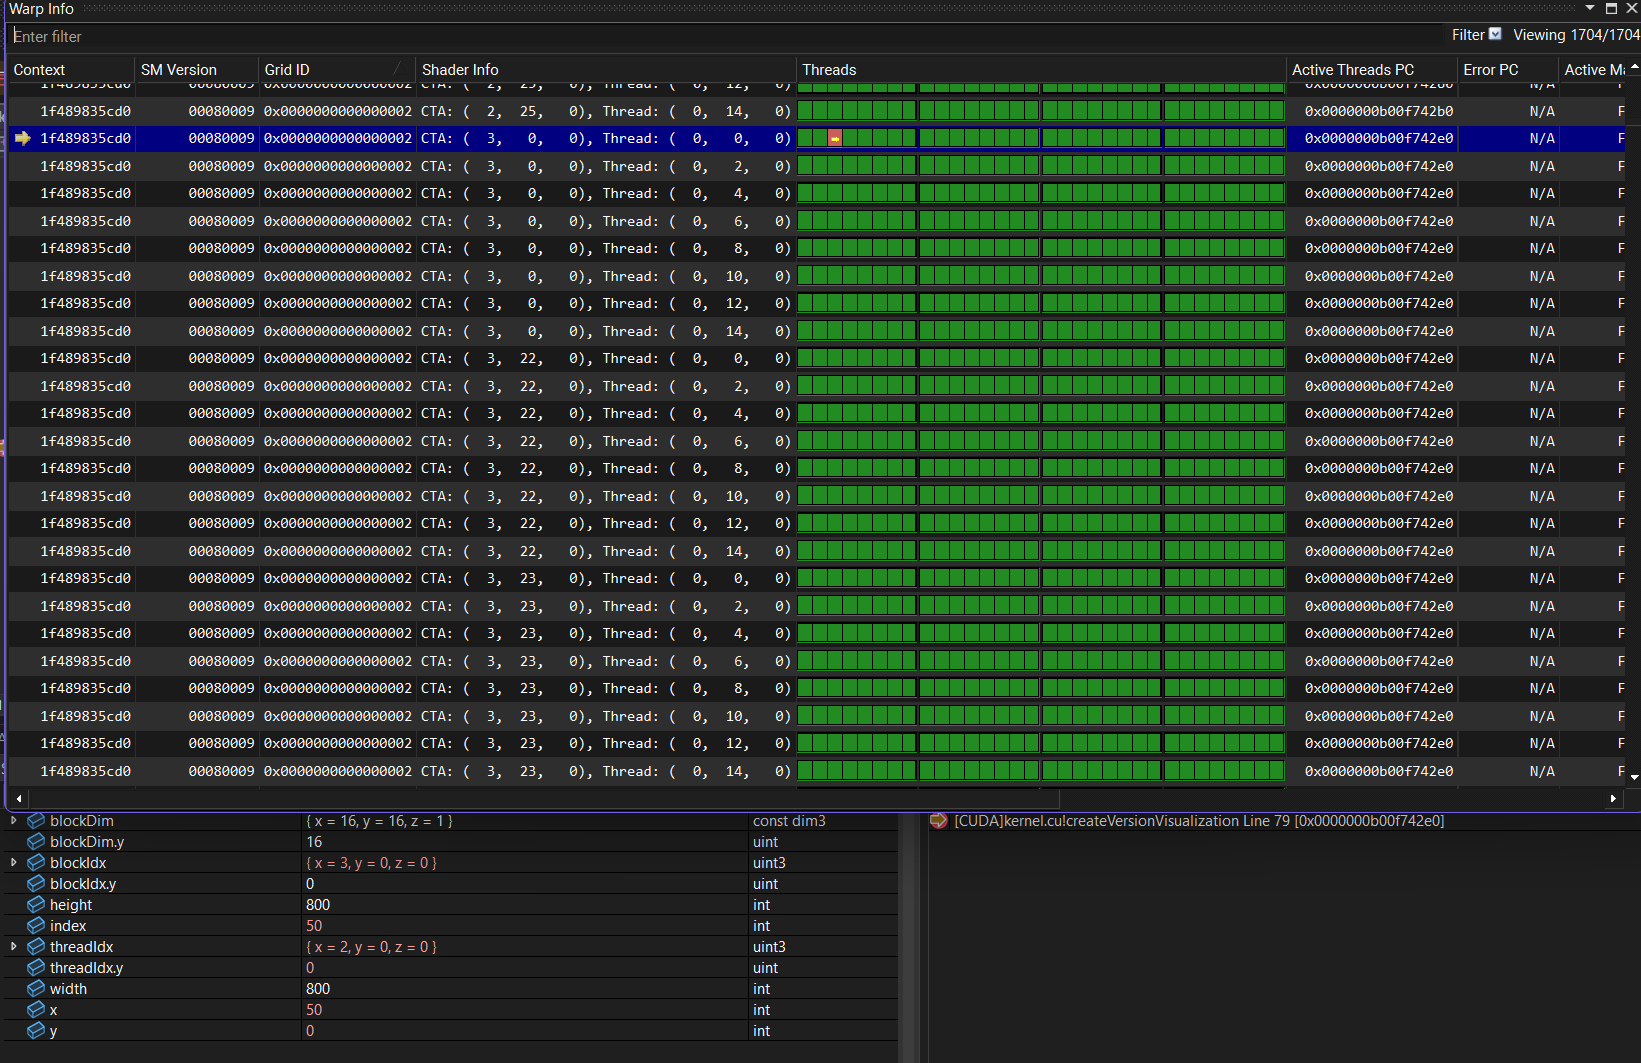 Warp Info
Enter filter Filter Viewing 1704/1704
Context SM Version Grid ID Shader Info Threads Active Threads PC Error PC Active Ma
1f489835cd0 00080009 0x0000000000000002 CTA: ( 2, 25, 0), Thread: ( 0, 12, 0) 0x0000000b00f742b0 N/A F
1f489835cd0 00080009 0x0000000000000002 CTA: ( 2, 25, 0), Thread: ( 0, 14, 0) 0x0000000b00f742b0 N/A F
1f489835cd0 00080009 0x0000000000000002 CTA: ( 3, 0, 0), Thread: ( 0, 0, 0) 0x0000000b00f742e0 N/A F
1f489835cd0 00080009 0x0000000000000002 CTA: ( 3, 0, 0), Thread: ( 0, 2, 0) 0x0000000b00f742e0 N/A F
1f489835cd0 00080009 0x0000000000000002 CTA: ( 3, 0, 0), Thread: ( 0, 4, 0) 0x0000000b00f742e0 N/A F
1f489835cd0 00080009 0x0000000000000002 CTA: ( 3, 0, 0), Thread: ( 0, 6, 0) 0x0000000b00f742e0 N/A F
1f489835cd0 00080009 0x0000000000000002 CTA: ( 3, 0, 0), Thread: ( 0, 8, 0) 0x0000000b00f742e0 N/A F
1f489835cd0 00080009 0x0000000000000002 CTA: ( 3, 0, 0), Thread: ( 0, 10, 0) 0x0000000b00f742e0 N/A F
1f489835cd0 00080009 0x0000000000000002 CTA: ( 3, 0, 0), Thread: ( 0, 12, 0) 0x0000000b00f742e0 N/A F
1f489835cd0 00080009 0x0000000000000002 CTA: ( 3, 0, 0), Thread: ( 0, 14, 0) 0x0000000b00f742e0 N/A F
1f489835cd0 00080009 0x0000000000000002 CTA: ( 3, 22, 0), Thread: ( 0, 0, 0) 0x0000000b00f742e0 N/A F
1f489835cd0 00080009 0x0000000000000002 CTA: ( 3, 22, 0), Thread: ( 0, 2, 0) 0x0000000b00f742e0 N/A F
1f489835cd0 00080009 0x0000000000000002 CTA: ( 3, 22, 0), Thread: ( 0, 4, 0) 0x0000000b00f742e0 N/A F
1f489835cd0 00080009 0x0000000000000002 CTA: ( 3, 22, 0), Thread: ( 0, 6, 0) 0x0000000b00f742e0 N/A F
1f489835cd0 00080009 0x0000000000000002 CTA: ( 3, 22, 0), Thread: ( 0, 8, 0) 0x0000000b00f742e0 N/A F
1f489835cd0 00080009 0x0000000000000002 CTA: ( 3, 22, 0), Thread: ( 0, 10, 0) 0x0000000b00f742e0 N/A F
1f489835cd0 00080009 0x0000000000000002 CTA: ( 3, 22, 0), Thread: ( 0, 12, 0) 0x0000000b00f742e0 N/A F
1f489835cd0 00080009 0x0000000000000002 CTA: ( 3, 22, 0), Thread: ( 0, 14, 0) 0x0000000b00f742e0 N/A F
1f489835cd0 00080009 0x0000000000000002 CTA: ( 3, 23, 0), Thread: ( 0, 0, 0) 0x0000000b00f742e0 N/A F
1f489835cd0 00080009 0x0000000000000002 CTA: ( 3, 23, 0), Thread: ( 0, 2, 0) 0x0000000b00f742e0 N/A F
1f489835cd0 00080009 0x0000000000000002 CTA: ( 3, 23, 0), Thread: ( 0, 4, 0) 0x0000000b00f742e0 N/A F
1f489835cd0 00080009 0x0000000000000002 CTA: ( 3, 23, 0), Thread: ( 0, 6, 0) 0x0000000b00f742e0 N/A F
1f489835cd0 00080009 0x0000000000000002 CTA: ( 3, 23, 0), Thread: ( 0, 8, 0) 0x0000000b00f742e0 N/A F
1f489835cd0 00080009 0x0000000000000002 CTA: ( 3, 23, 0), Thread: ( 0, 10, 0) 0x0000000b00f742e0 N/A F
1f489835cd0 00080009 0x0000000000000002 CTA: ( 3, 23, 0), Thread: ( 0, 12, 0) 0x0000000b00f742e0 N/A F
1f489835cd0 00080009 0x0000000000000002 CTA: ( 3, 23, 0), Thread: ( 0, 14, 0) 0x0000000b00f742e0 N/A F
blockDim { x = 16, y = 16, z = 1 } const dim3 [CUDA]kernel.cu!createVersionVisualization Line 79 [0x0000000b00f742e0]
blockDim.y 16 uint
blockIdx { x = 3, y = 0, z = 0 } uint3
blockIdx.y 0 uint
height 800 int
index 50 int
threadIdx { x = 2, y = 0, z = 0 } uint3
threadIdx.y 0 uint
width 800 int
x 50 int
y 0 int